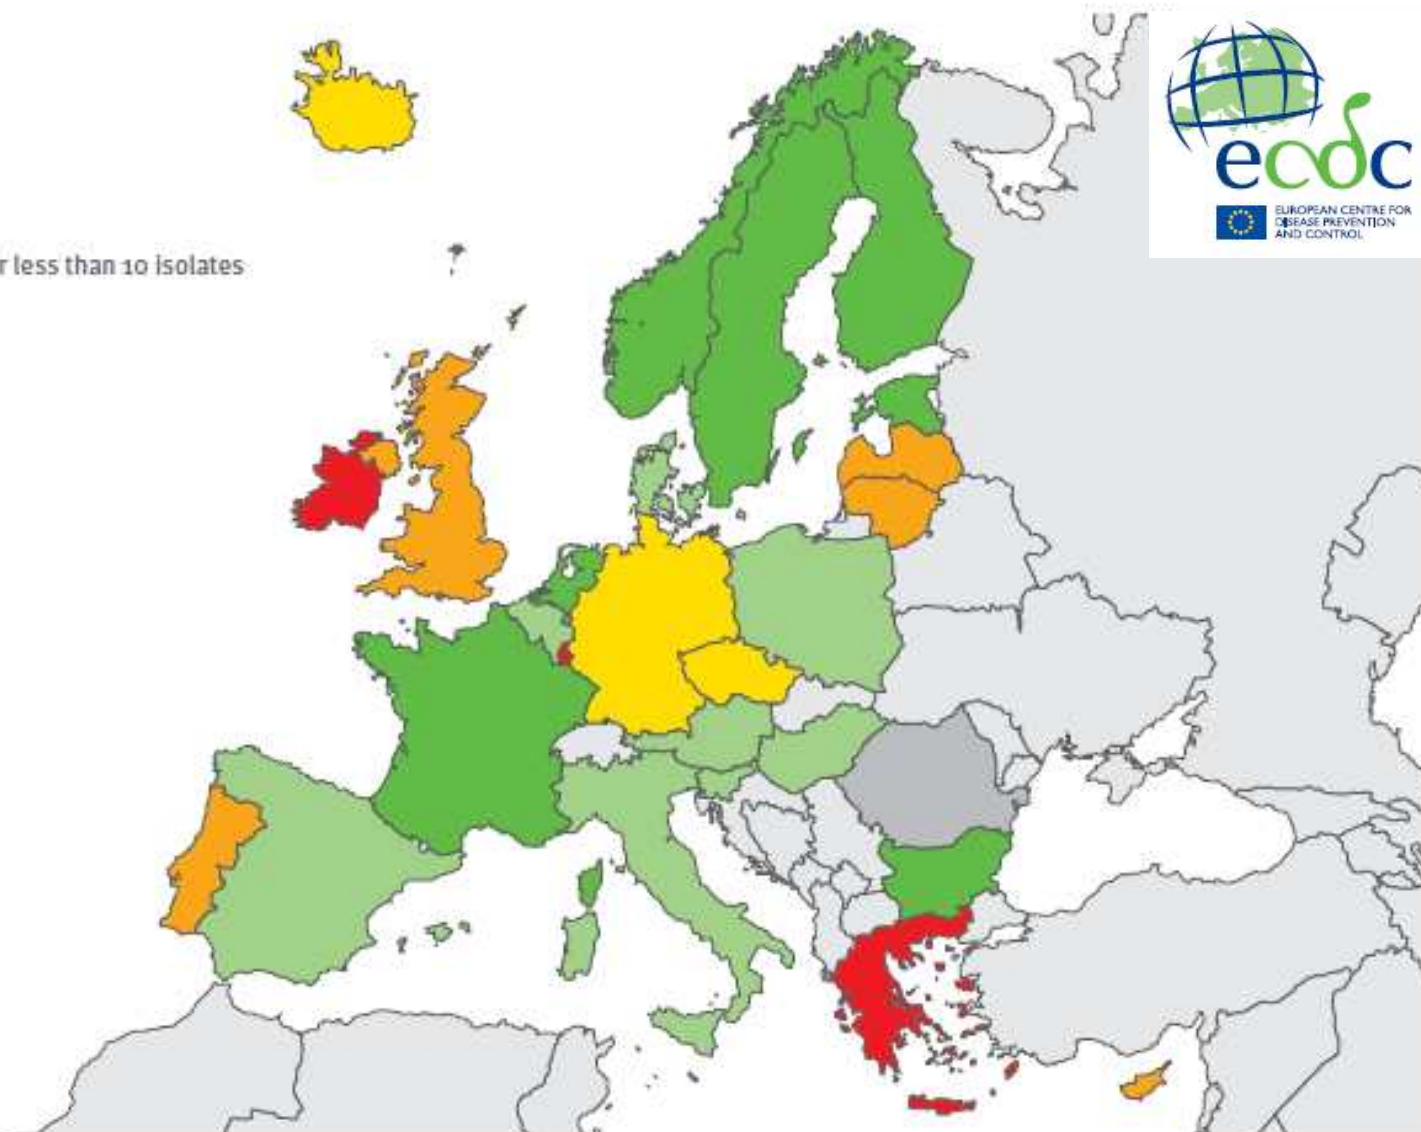 ecdc
EUROPEAN CENTRE FOR
DISEASE PREVENTION
AND CONTROL
r less than 10 isolates